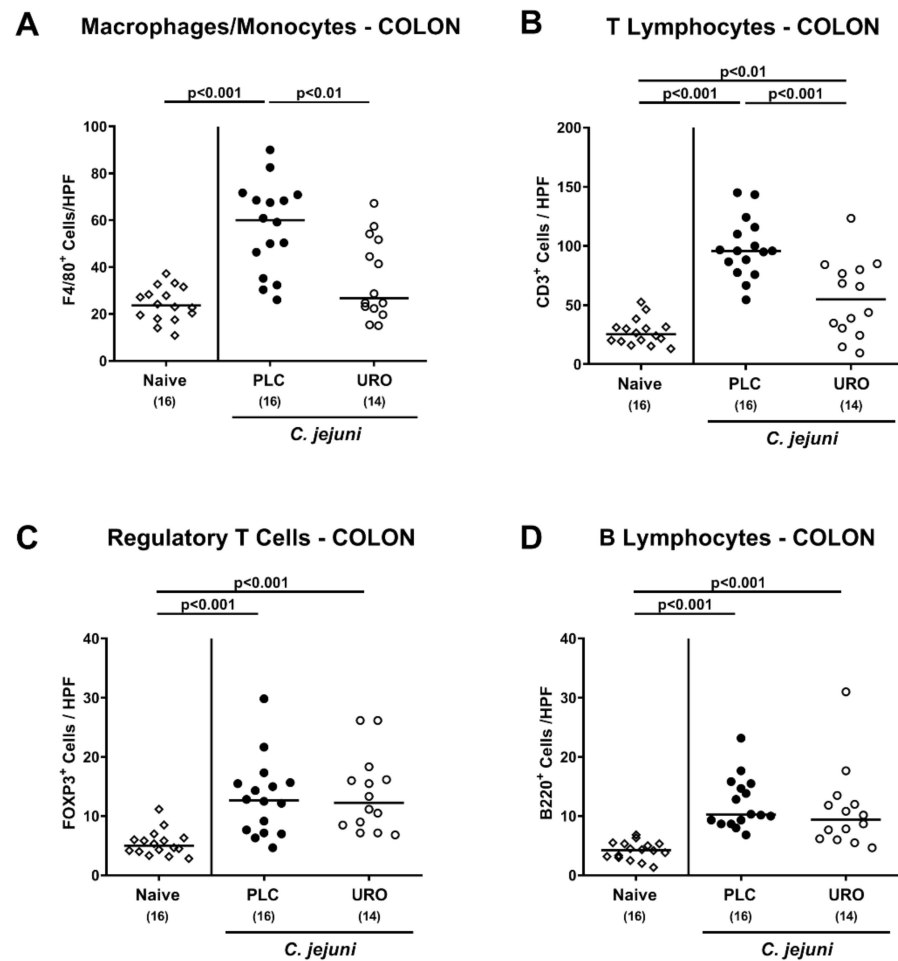 A Macrophages/Monocytes - COLON
p<0.001 p<0.01
F4/80+ Cells/HPF
100
80
60
40
20
0
Naive PLC URO
(16) (16) (14)
C. jejuni
B T Lymphocytes - COLON
p<0.01
p<0.001 p<0.001
CD3+ Cells / HPF
200
150
100
50
0
Naive PLC URO
(16) (16) (14)
C. jejuni
C Regulatory T Cells - COLON
p<0.001
p<0.001
FOXP3+ Cells / HPF
40
30
20
10
0
Naive PLC URO
(16) (16) (14)
C. jejuni
D B Lymphocytes - COLON
p<0.001
p<0.001
B220+ Cells /HPF
40
30
20
10
0
Naive PLC URO
(16) (16) (14)
C. jejuni